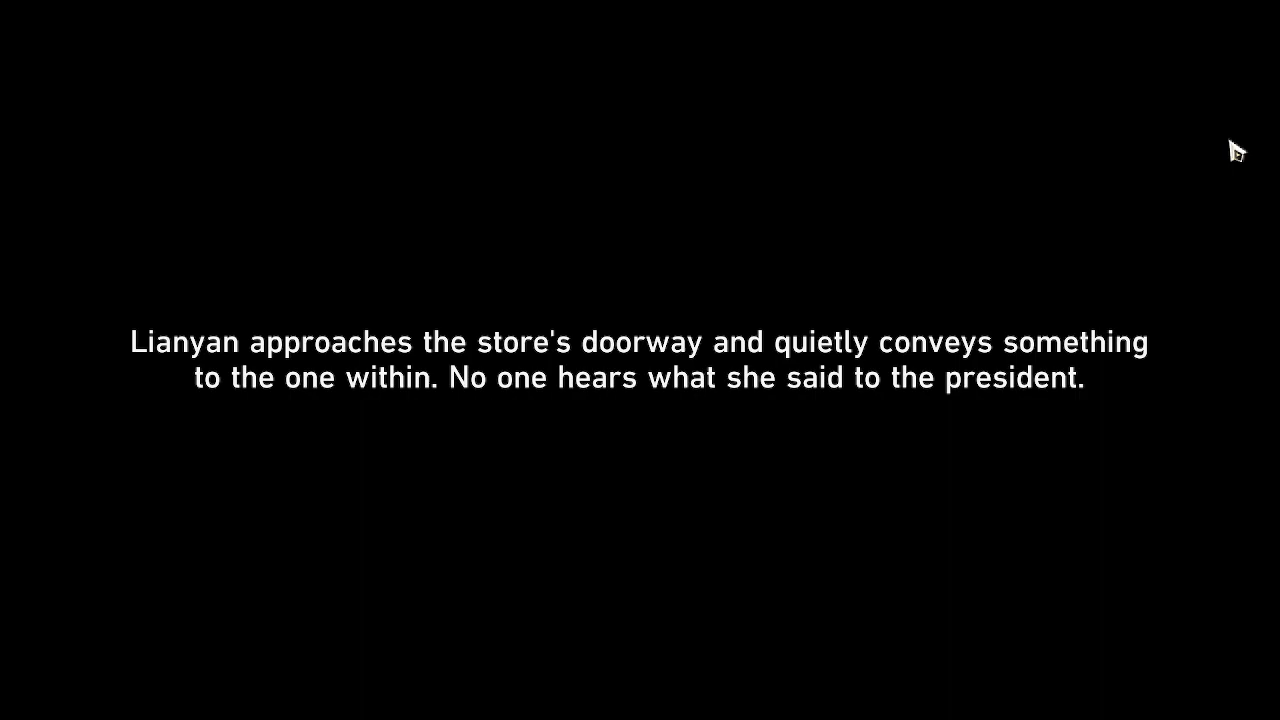 Lianyan approaches the store's doorway and quietly conveys something
to the one within. No one hears what she said to the president.